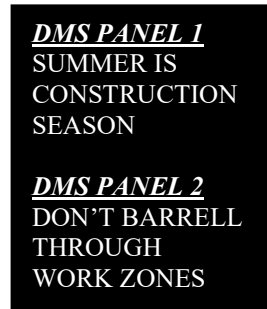 DMS PANEL 1
SUMMER IS
CONSTRUCTION
SEASON
DMS PANEL 2
DON’T BARRELL
THROUGH
WORK ZONES